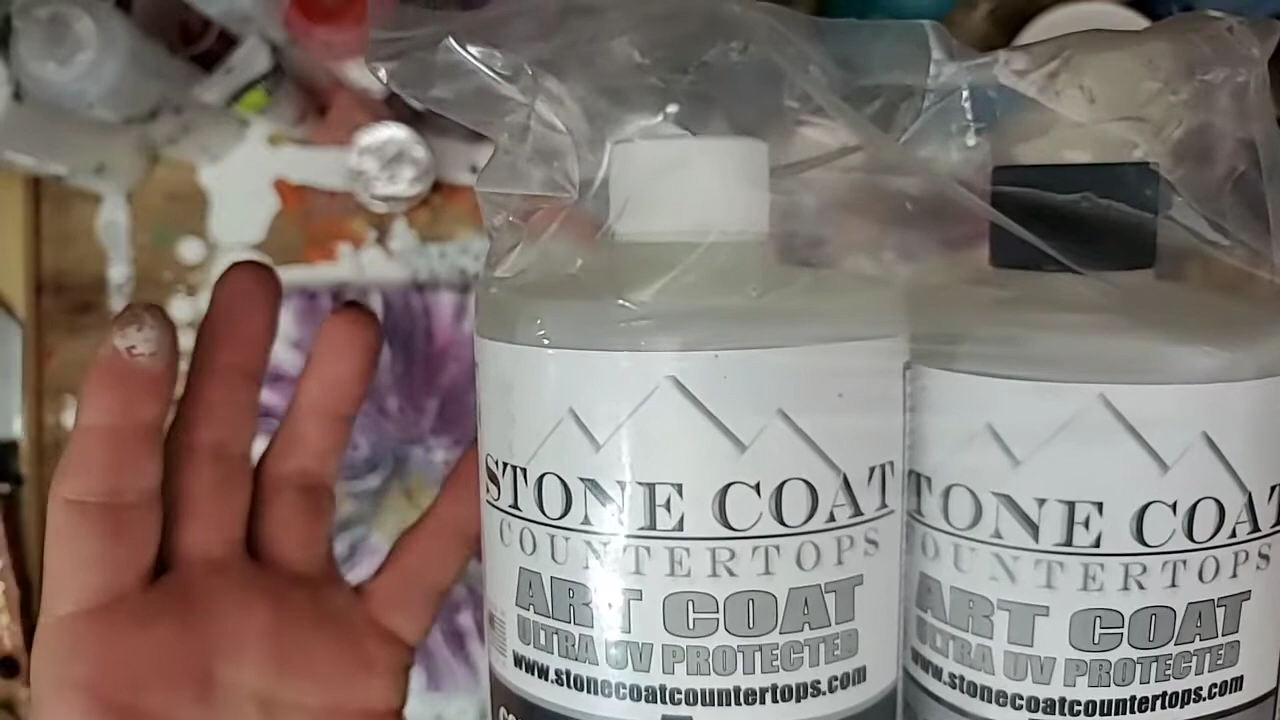 STONE COAT
COUNTERTOPS
ART COAT
ULTRA UV PROTECTED
www.stonecoatcountertops.com
TONE COAT
OUNTERTOPS
ART COAT
ULTRA UV PROTECTED
www.stonecoatcountertops.com